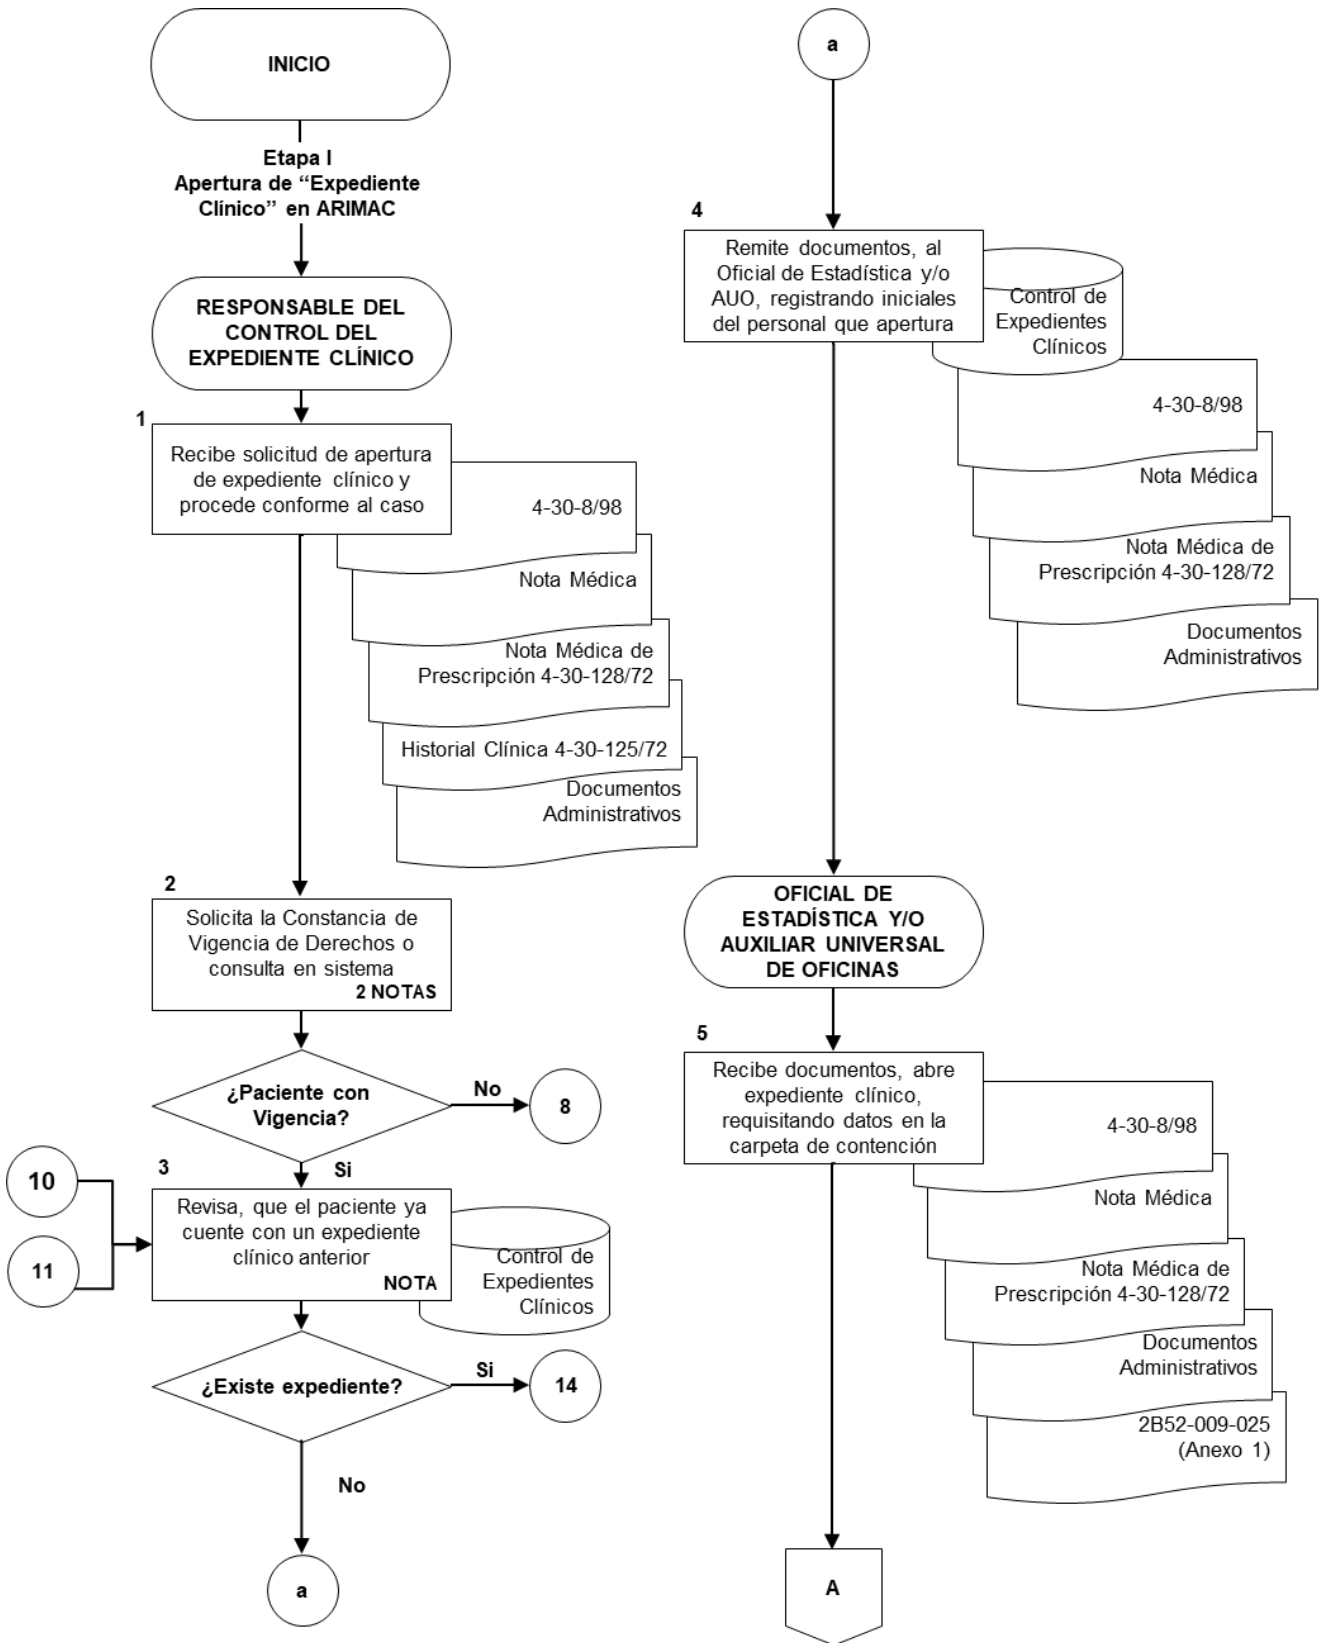 INICIO
Etapa I
Apertura de “Expediente
Clínico” en ARIMAC
RESPONSABLE DEL
CONTROL DEL
EXPEDIENTE CLÍNICO
1
Recibe solicitud de apertura
de expediente clínico y
procede conforme al caso
4-30-8/98
Nota Médica
Nota Médica de
Prescripción 4-30-128/72
Historial Clínica 4-30-125/72
Documentos
Administrativos
2
Solicita la Constancia de
Vigencia de Derechos o
consulta en sistema
2 NOTAS
¿Paciente con
Vigencia?
No
8
Si
10
11
3
Revisa, que el paciente ya
cuente con un expediente
clínico anterior
NOTA
Control de
Expedientes
Clínicos
¿Existe expediente?
Si
14
No
a
a
4
Remite documentos, al
Oficial de Estadística y/o
AUO, registrando iniciales
del personal que apertura
Control de
Expedientes
Clínicos
4-30-8/98
Nota Médica
Nota Médica de
Prescripción 4-30-128/72
Documentos
Administrativos
OFICIAL DE
ESTADÍSTICA Y/O
AUXILIAR UNIVERSAL
DE OFICINAS
5
Recibe documentos, abre
expediente clínico,
requisitando datos en la
carpeta de contención
4-30-8/98
Nota Médica
Nota Médica de
Prescripción 4-30-128/72
Documentos
Administrativos
2B52-009-025
(Anexo 1)
A